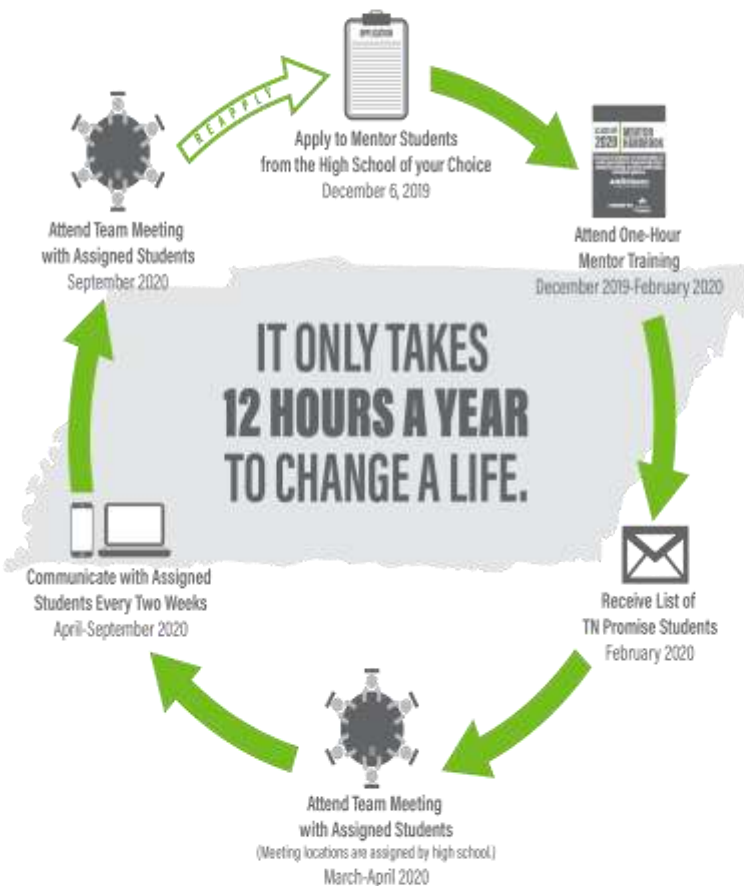 APPLICATION
REAPPLY
Apply to Mentor Students
from the High School of your Choice
December 6, 2019
2020
MENTOR
HANDBOOK
Attend One-Hour
Mentor Training
December 2019-February 2020
Attend Team Meeting
with Assigned Students
September 2020
IT ONLY TAKES
12 HOURS A YEAR
TO CHANGE A LIFE.
Receive List of
TN Promise Students
February 2020
Communicate with Assigned
Students Every Two Weeks
April-September 2020
Attend Team Meeting
with Assigned Students
(Meeting locations are assigned by high school.)
March-April 2020